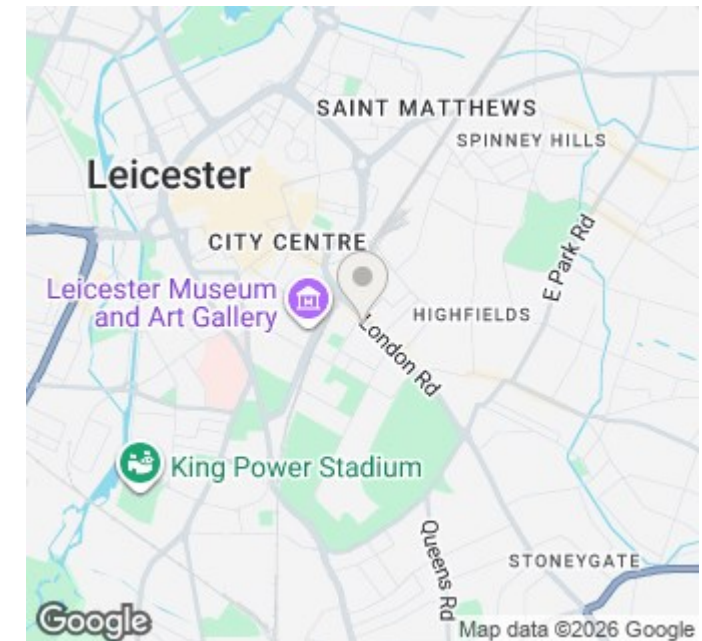 SAINT MATTHEWS
SPINNEY HILLS
Leicester
CITY CENTRE
E Park Rd
Leicester Museum
and Art Gallery
HIGHFIELDS
London Rd
King Power Stadium
Queens Rd
STONEYGATE
Google
Map data ©2026 Google